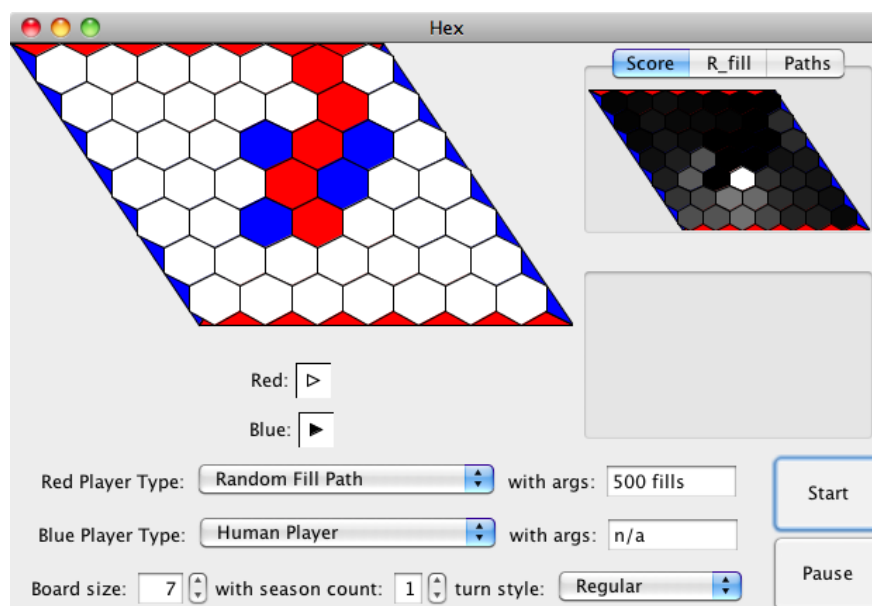 Hex
Score R_fill Paths
Red:
Blue:
Red Player Type: Random Fill Path with args: 500 fills
Start
Blue Player Type: Human Player with args: n/a
Pause
Board size: 7 with season count: 1 turn style: Regular